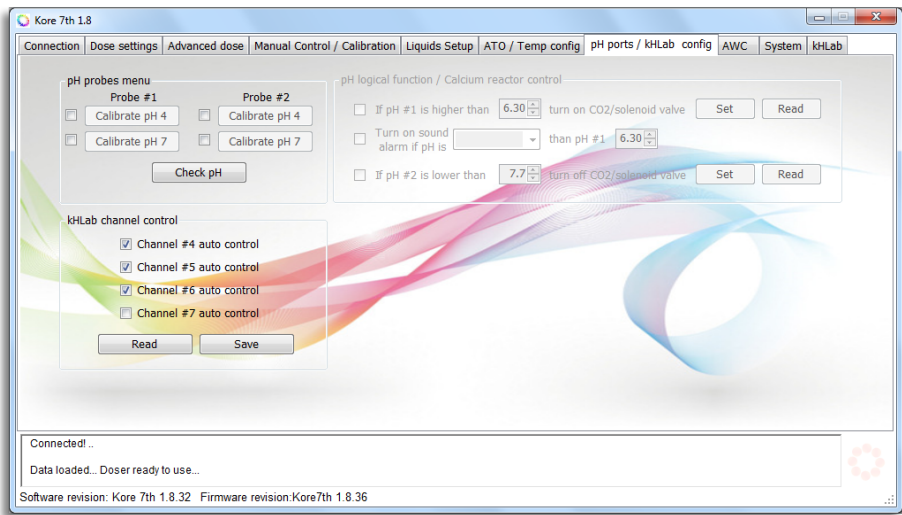 Kore 7th 1.8
Connection Dose settings Advanced dose Manual Control / Calibration Liquids Setup ATO / Temp config pH ports / kHLab config AWC System kHLab
pH probes menu
Probe #1 Probe #2
Calibrate pH 4 Calibrate pH 4
Calibrate pH 7 Calibrate pH 7
Check pH
pH logical function / Calcium reactor control
If pH #1 is higher than 6.30 turn on CO2/solenoid valve Set Read
Turn on sound
alarm if pH is than pH #1 6.30
If pH #2 is lower than 7.7 turn off CO2/solenoid valve Set Read
kHLab channel control
Channel #4 auto control
Channel #5 auto control
Channel #6 auto control
Channel #7 auto control
Read Save
Connected! ..
Data loaded... Doser ready to use...
Software revision: Kore 7th 1.8.32 Firmware revision:Kore7th 1.8.36